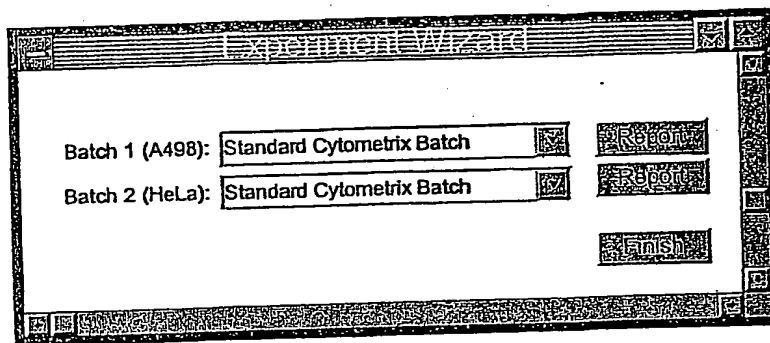 Experiment Wizard
Batch 1 (A498): Standard Cytometrix Batch Report
Batch 2 (HeLa): Standard Cytometrix Batch Report
Finish